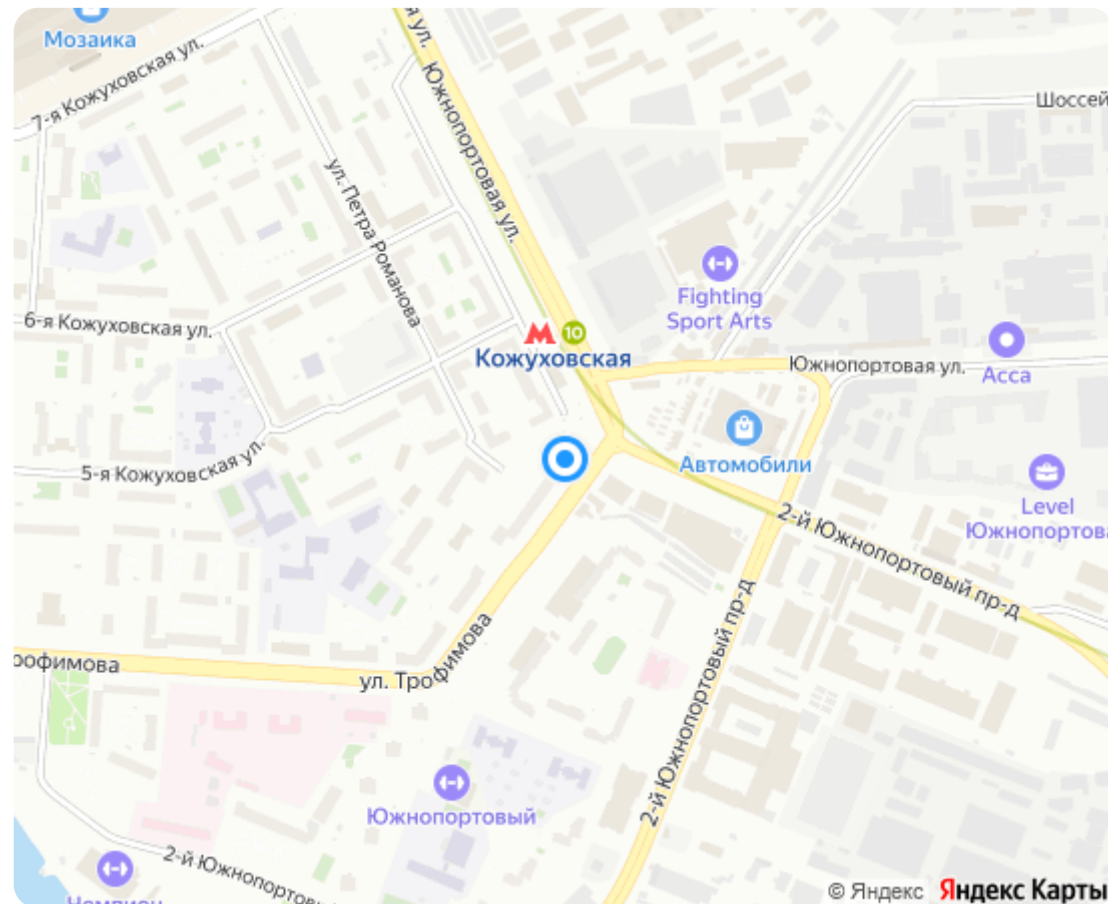 Мозаика
7-я Кожуховская ул.
я ул.
Южнопортовая ул.
Шоссей
ул. Петра Романова
Fighting
Sport Arts
6-я Кожуховская ул.
10
Кожуховская
Южнопортовая ул.
Асса
5-я Кожуховская ул.
Автомобили
Level
Южнопортова
2-й Южнопортовый пр-д
2-й Южнопортовый пр-д
рофимова
ул. Трофимова
Южнопортовый
2-й Южнопортовы
Чемпион
© Яндекс Яндекс Карты